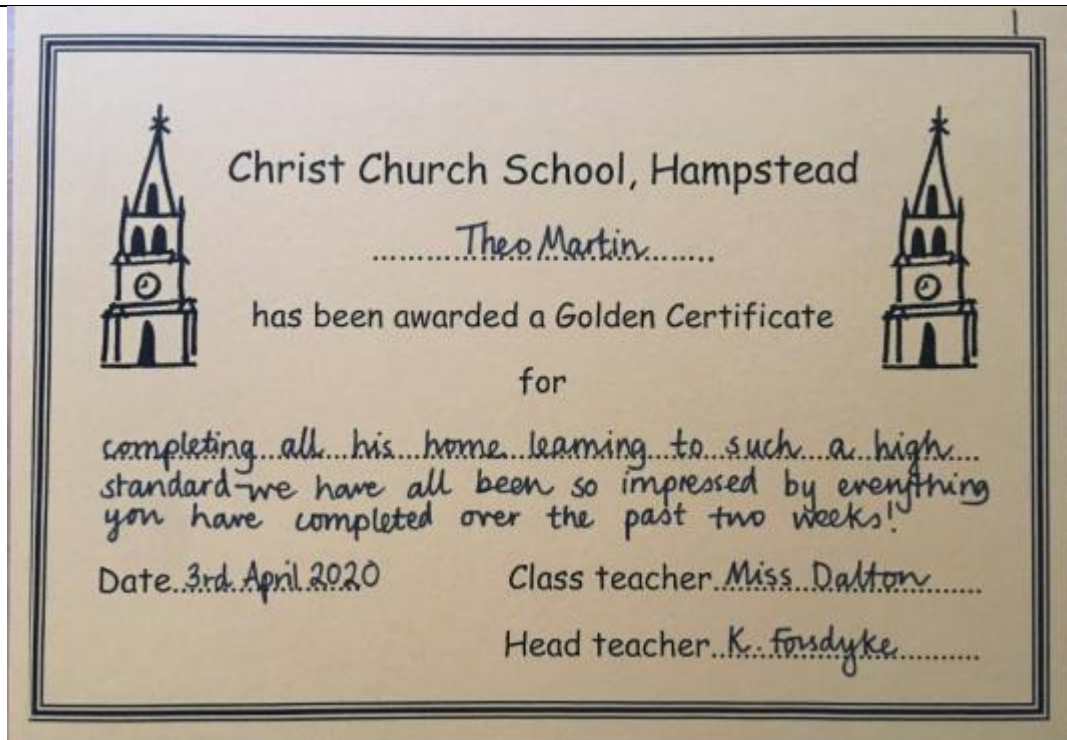 Christ Church School, Hampstead
Theo Martin
has been awarded a Golden Certificate
for
completing all his home learning to such a high
standard-we have all been so impressed by everything
you have completed over the past two weeks!
Date 3rd April 2020 Class teacher Miss Dalton
Head teacher K. Forsdyke